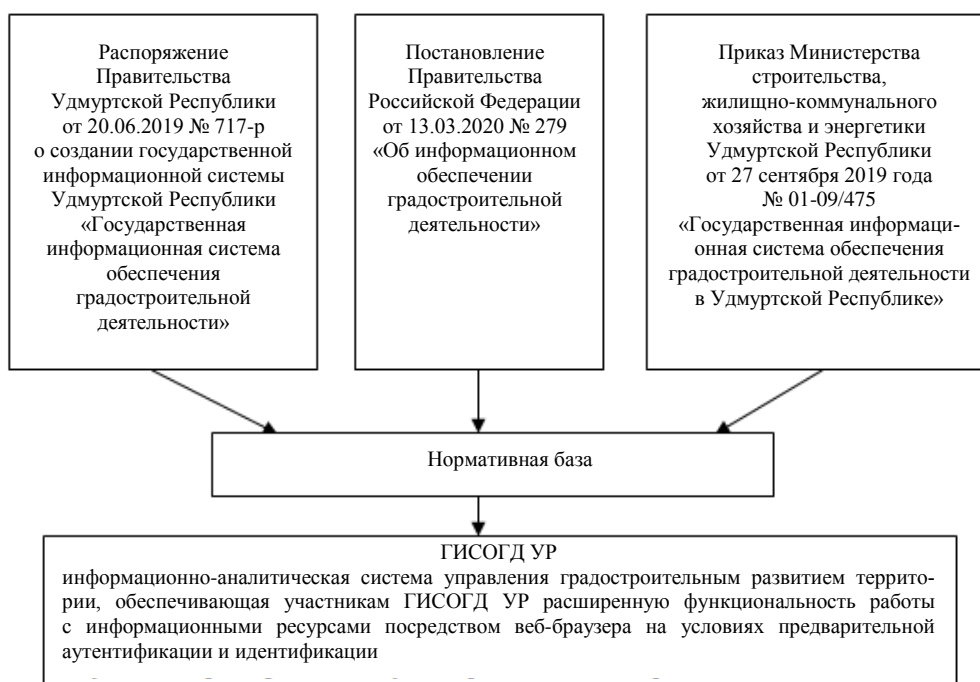 Распоряжение
Правительства
Удмуртской Республики
от 20.06.2019 № 717-р
о создании государственной
информационной системы
Удмуртской Республики
«Государственная
информационная система
обеспечения
градостроительной
деятельности»
Постановление
Правительства
Российской Федерации
от 13.03.2020 № 279
«Об информационном
обеспечении
градостроительной
деятельности»
Приказ Министерства
строительства,
жилищно-коммунального
хозяйства и энергетики
Удмуртской Республики
от 27 сентября 2019 года
№ 01-09/475
«Государственная информаци-
онная система обеспечения
градостроительной деятельности
в Удмуртской Республике»
Нормативная база
ГИСОГД УР
информационно-аналитическая система управления градостроительным развитием террито-
рии, обеспечивающая участникам ГИСОГД УР расширенную функциональность работы
с информационными ресурсами посредством веб-браузера на условиях предварительной
аутентификации и идентификации